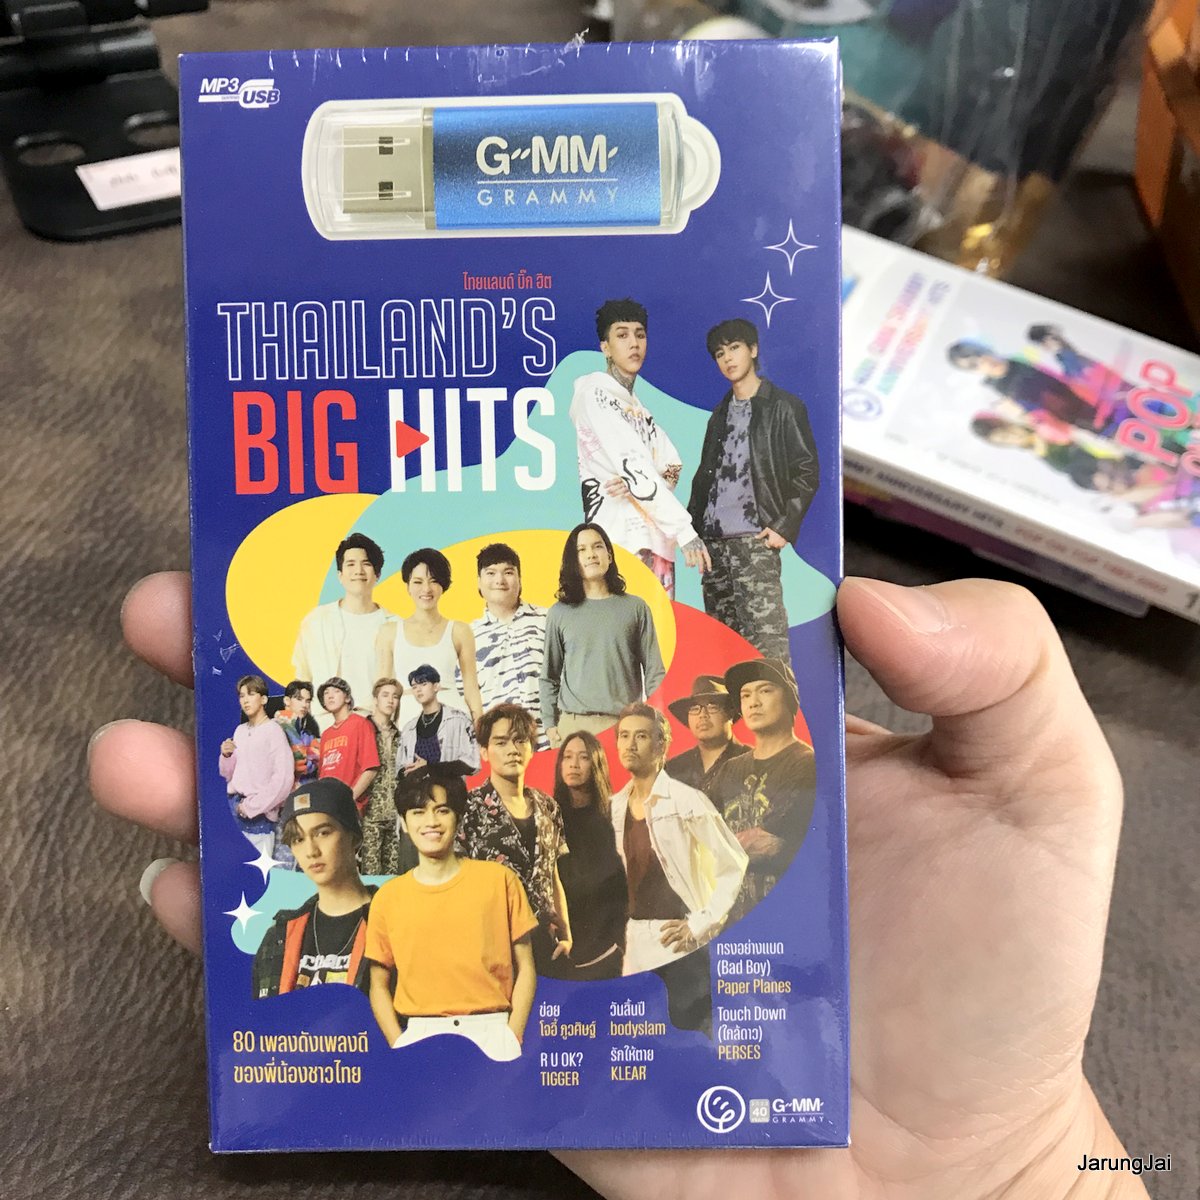 MP3
USB
G MM
GRAMMY
ไทยแลนด์ บิ๊ก ฮิต
THAILAND'S
BIG HITS
80 เพลงดังเพลงดี
ของพี่น้องชาวไทย
ข่อย
โจอี้ ภูวศิษฐ์
R U OK?
TIGGER
วันสิ้นปี
bodyslam
รักให้ตาย
KLEAR
ทรงอย่างแบด
(Bad Boy)
Paper Planes
Touch Down
(ใกล้ดาว)
PERSES
40
G MM
GRAMMY
POP
JarungJai